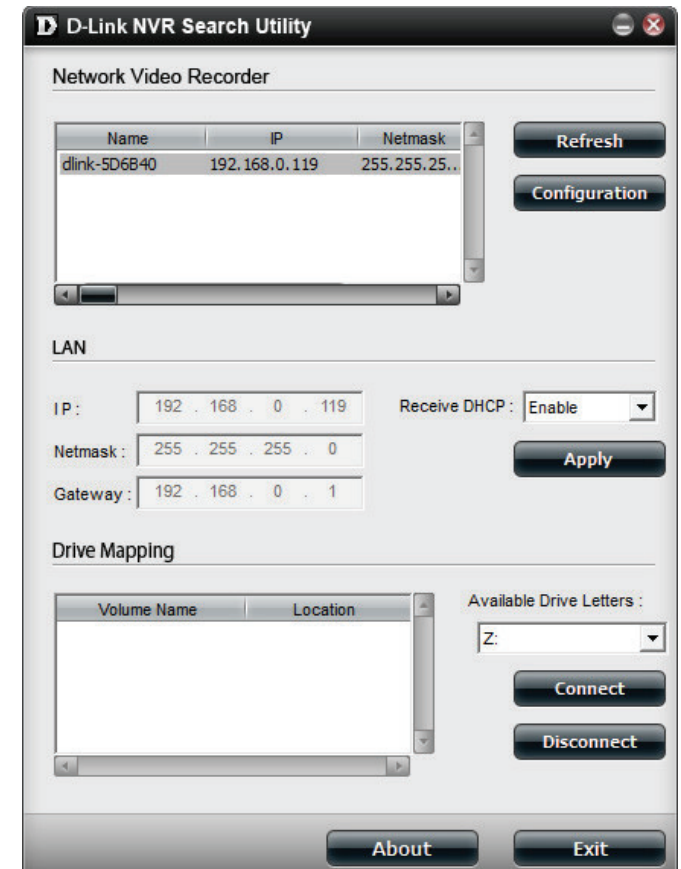 D D-Link NVR Search Utility
Network Video Recorder
Name IP Netmask
dlink-5D6B40 192.168.0.119 255.255.25..
Refresh
Configuration
LAN
IP : 192 . 168 . 0 . 119
Receive DHCP : Enable
Netmask : 255 . 255 . 255 . 0
Apply
Gateway : 192 . 168 . 0 . 1
Drive Mapping
Volume Name Location
Available Drive Letters :
Z:
Connect
Disconnect
About Exit